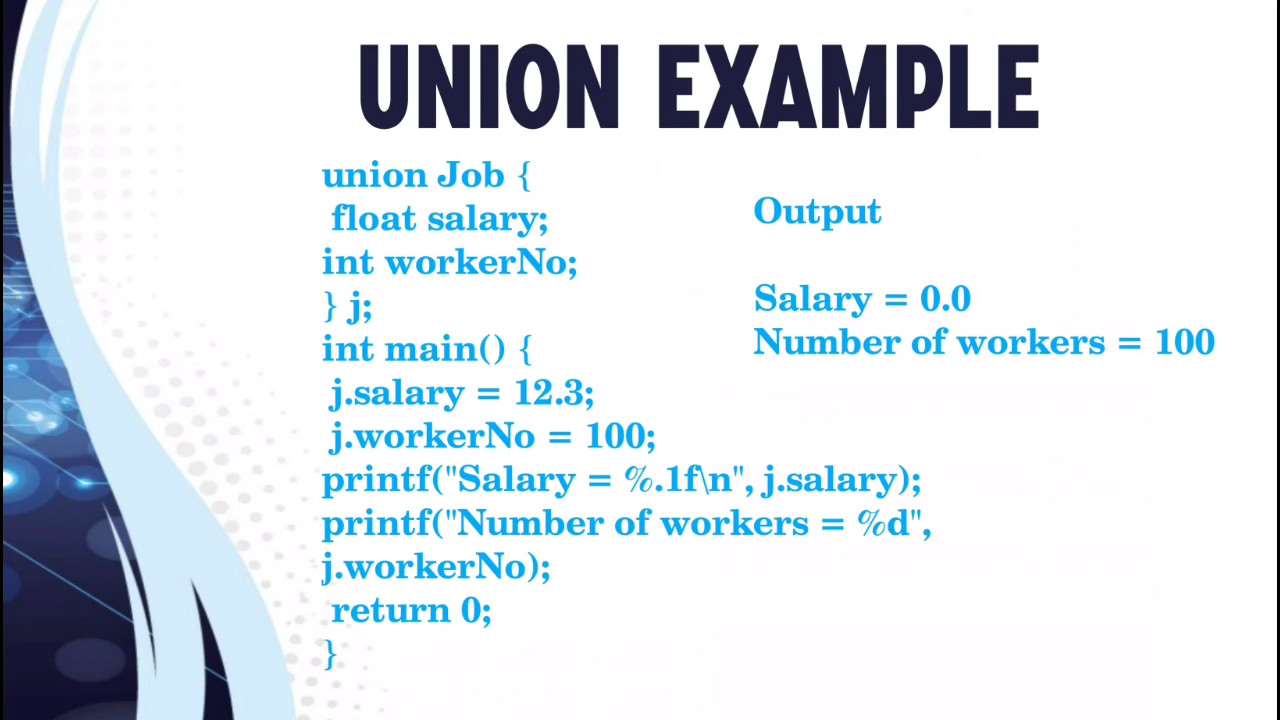 UNION EXAMPLE
union Job {
float salary;
int workerNo;
} j;
int main() {
j.salary = 12.3;
j.workerNo = 100;
printf("Salary = %.1f\n", j.salary);
printf("Number of workers = %d",
j.workerNo);
return 0;
}
Output
Salary = 0.0
Number of workers = 100